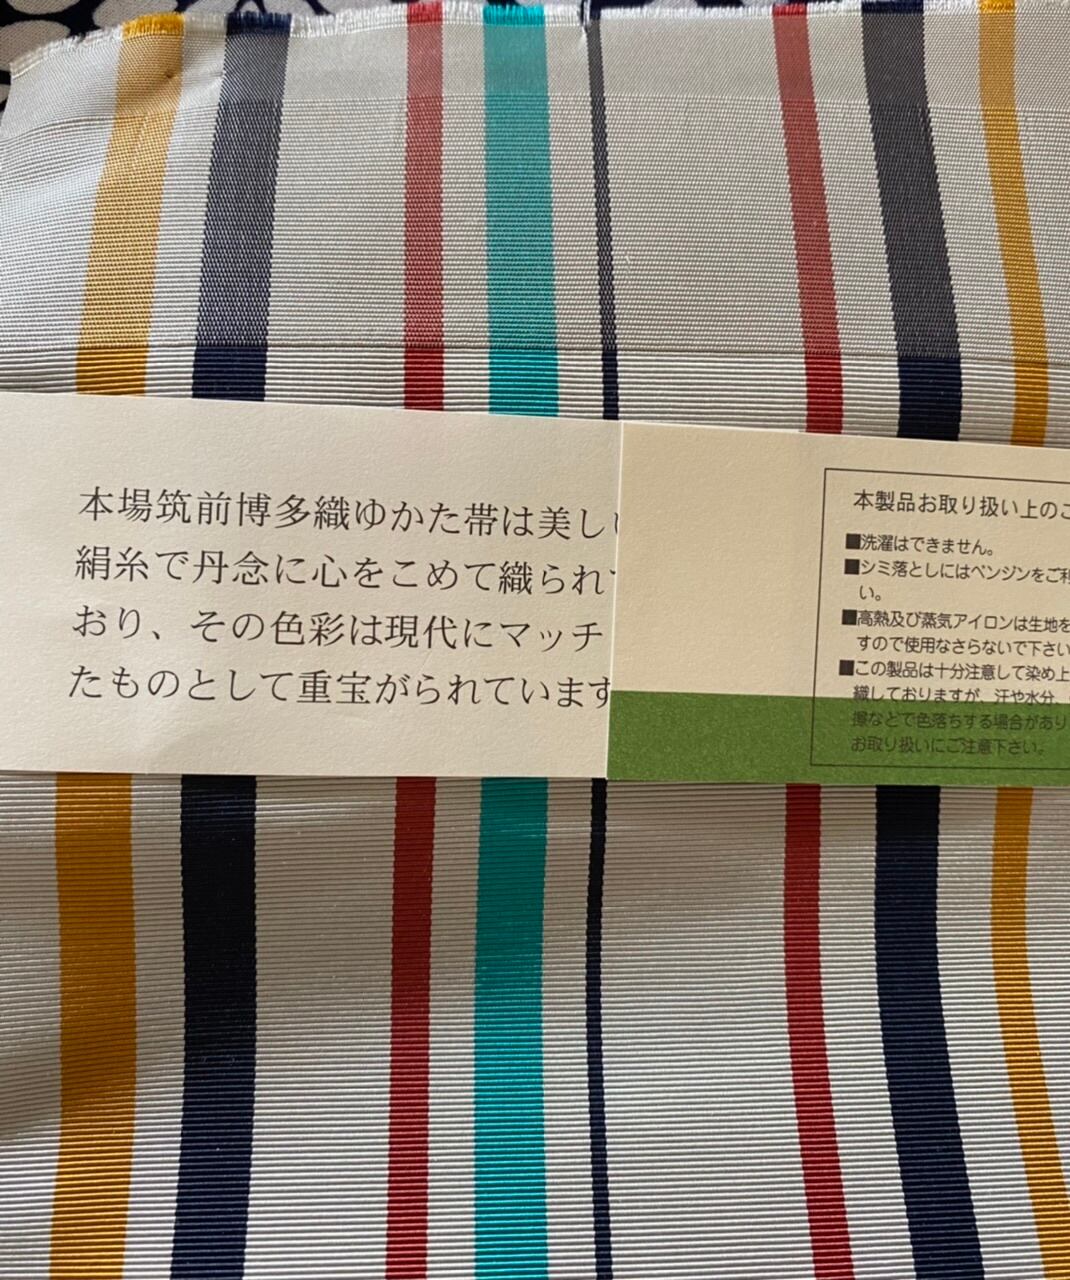 本場筑前博多織ゆかた帯は美し
絹糸で丹念に心をこめて織られ
おり、その色彩は現代にマッチ
たものとして重宝がられています
本製品お取り扱い上の
■洗濯はできません。
■シミ落としにはベンジンをご利
い。
■高熱及び蒸気アイロンは生地を
すので使用なさらないで下さい
■この製品は十分注意して染め上
織しておりますが、汗や水分、
擦などで色落ちする場合があり
お取り扱いにご注意下さい。